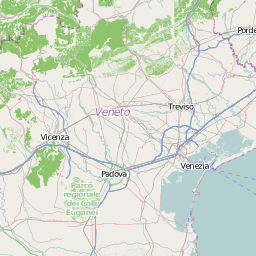 Porde
Veneto
Treviso
Vicenza
Venezia
Padova
Parco
regionale
dei Colli
Euganei